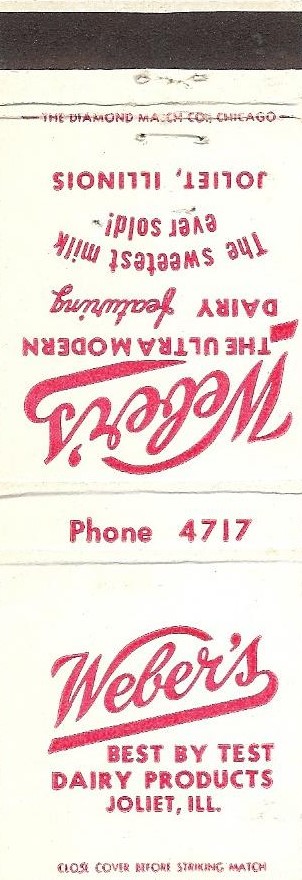 THE DIAMOND MATCH CO., CHICAGO
Weber's
THE ULTRA MODERN
DAIRY featuring
The sweetest milk
ever sold!
JOLIET, ILLINOIS
Phone 4717
Weber's
BEST BY TEST
DAIRY PRODUCTS
JOLIET, ILL.
CLOSE COVER BEFORE STRIKING MATCH